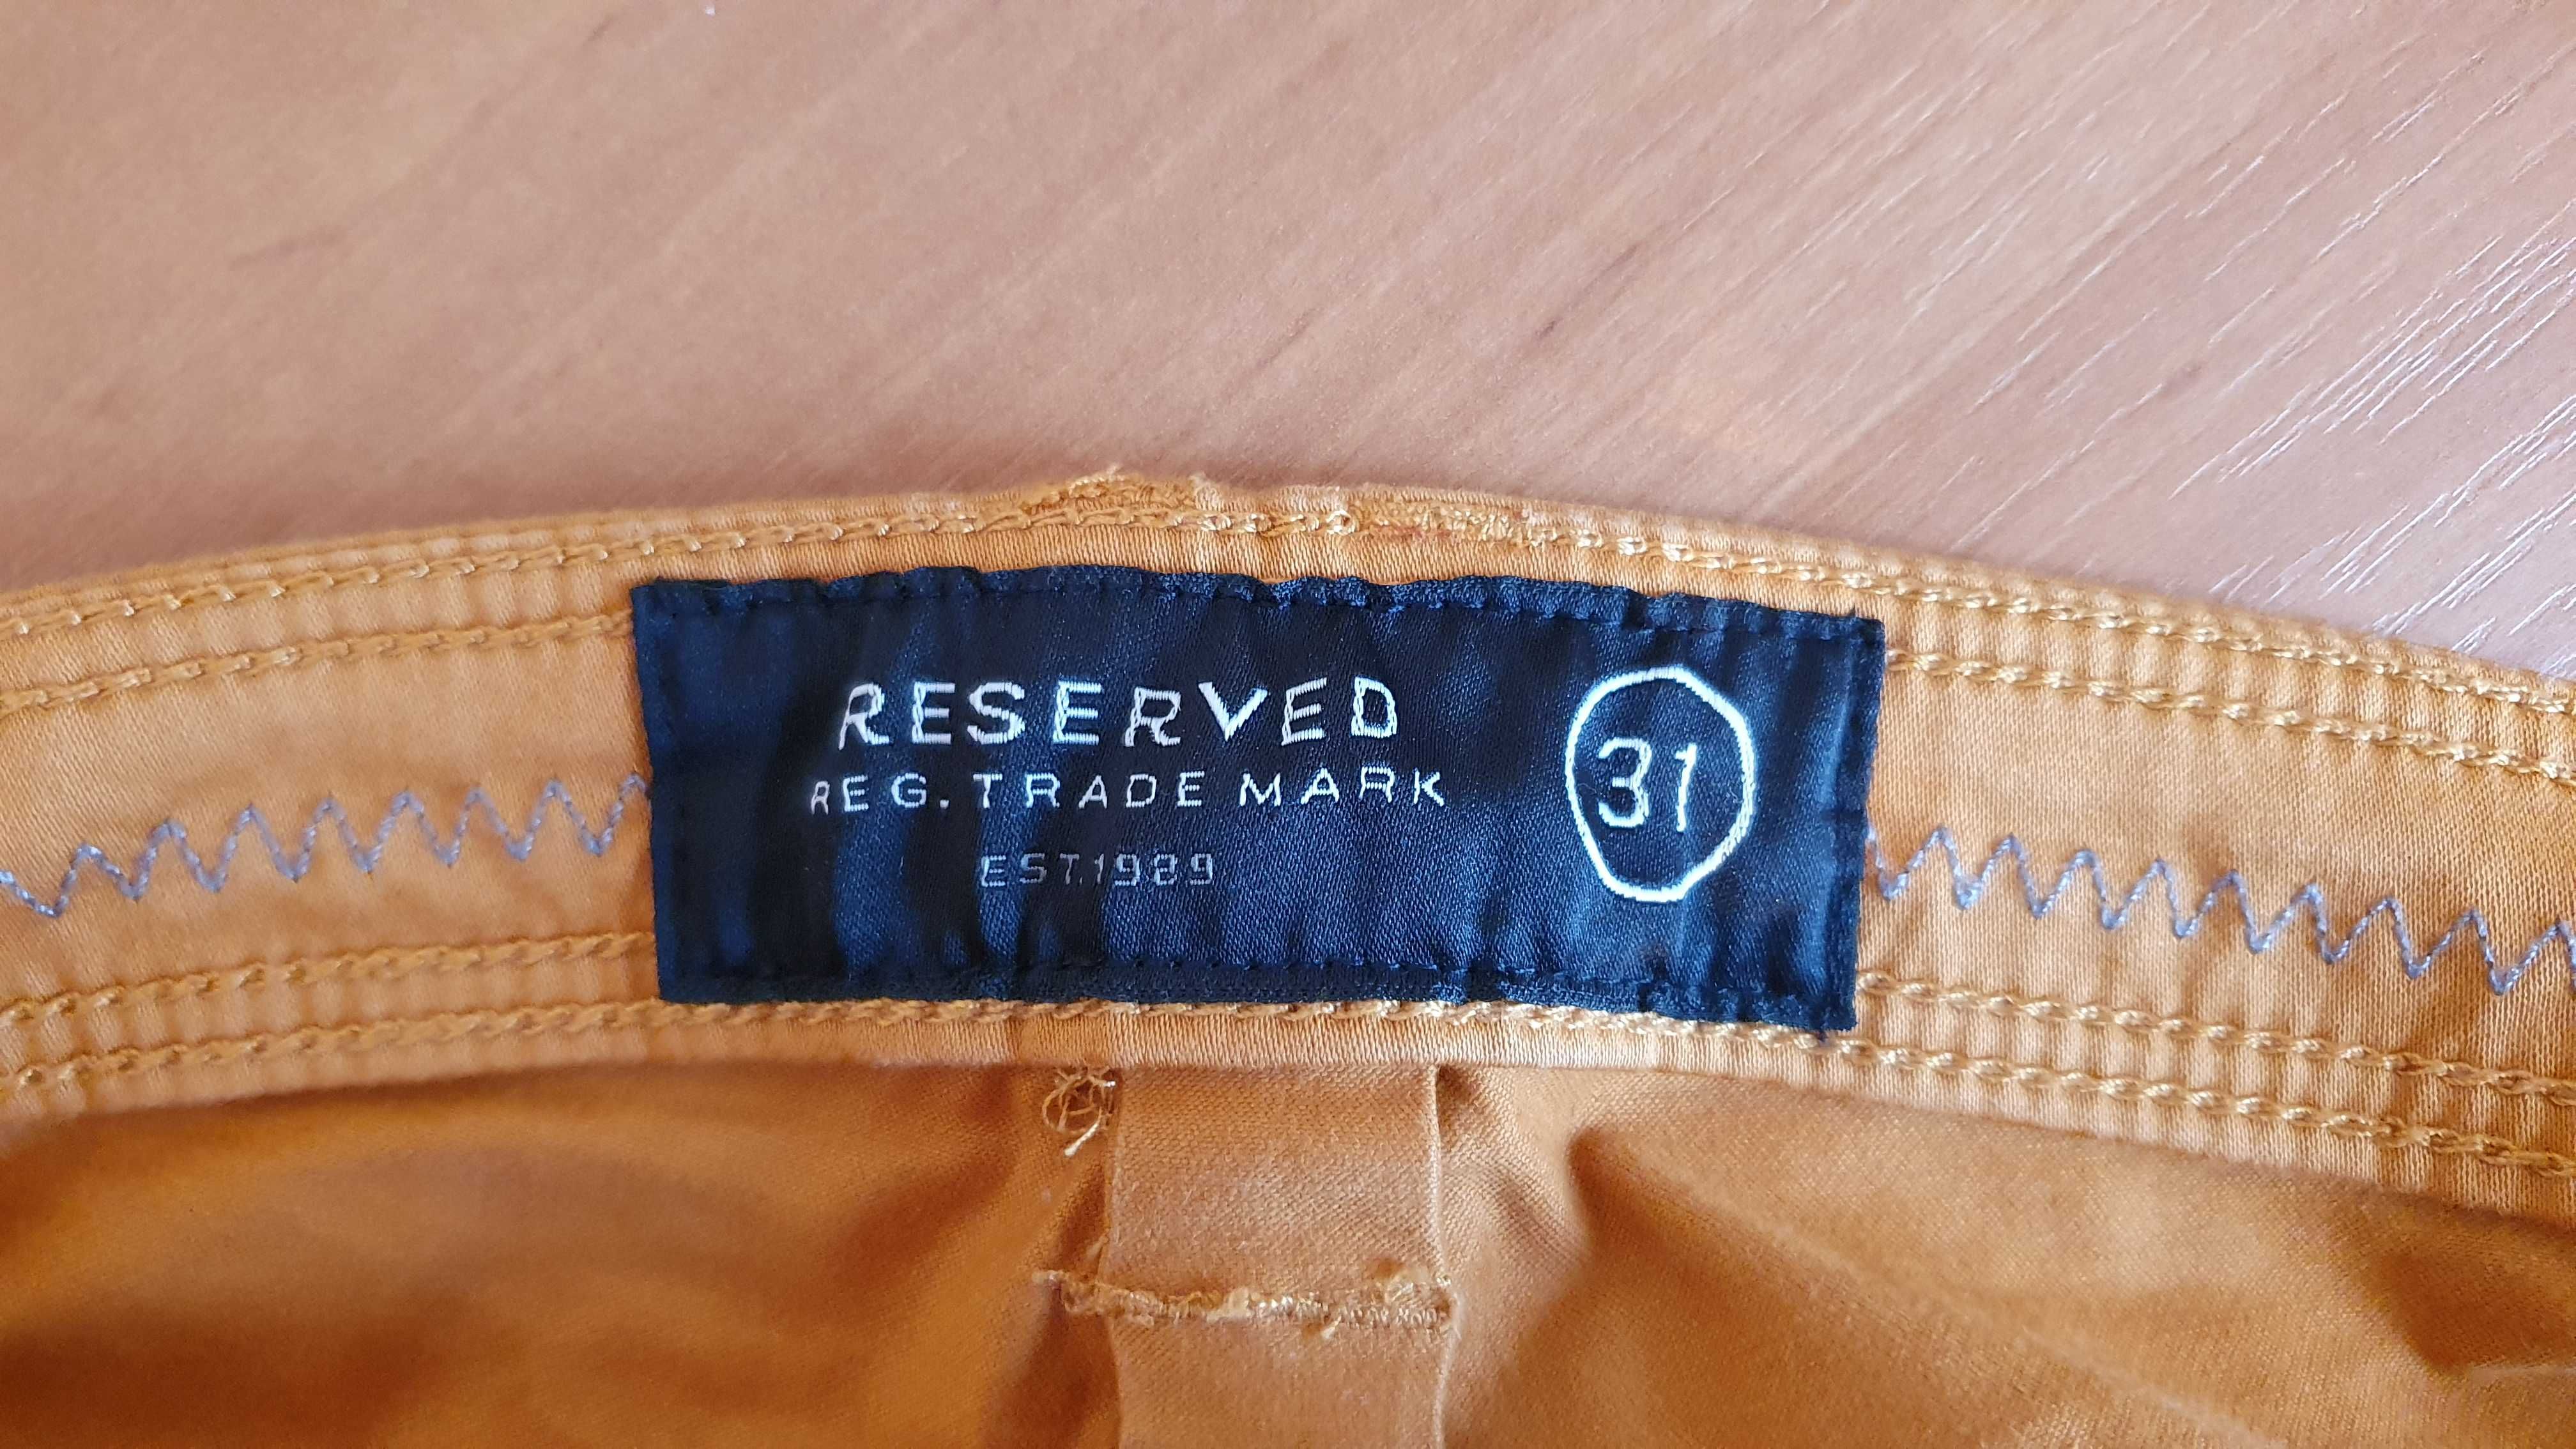 RESERVED
REG. TRADE MARK
EST.1989
31